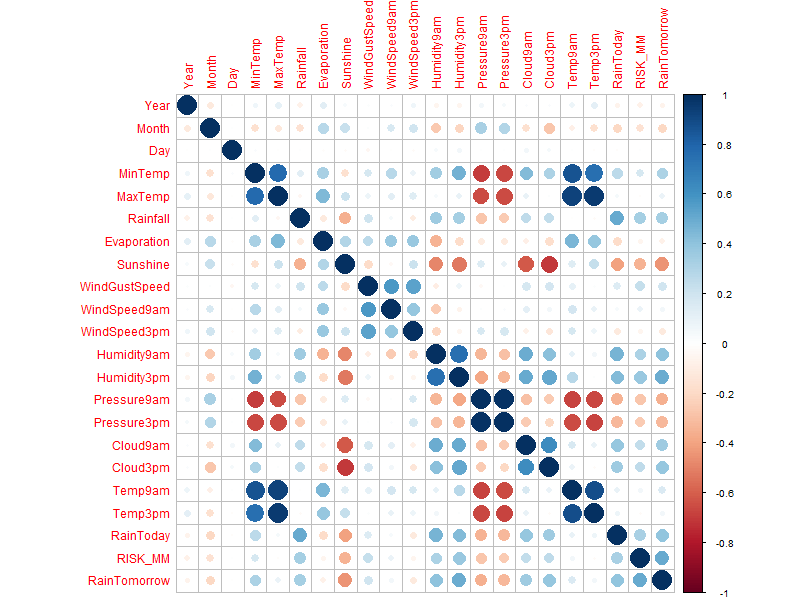 Year
Month
Day
MinTemp
MaxTemp
Rainfall
Evaporation
Sunshine
WindGustSpeed
WindSpeed9am
WindSpeed3pm
Humidity9am
Humidity3pm
Pressure9am
Pressure3pm
Cloud9am
Cloud3pm
Temp9am
Temp3pm
RainToday
RISK_MM
RainTomorrow
Year
Month
Day
MinTemp
MaxTemp
Rainfall
Evaporation
Sunshine
WindGustSpeed
WindSpeed9am
WindSpeed3pm
Humidity9am
Humidity3pm
Pressure9am
Pressure3pm
Cloud9am
Cloud3pm
Temp9am
Temp3pm
RainToday
RISK_MM
RainTomorrow
1
0.8
0.6
0.4
0.2
0
-0.2
-0.4
-0.6
-0.8
-1